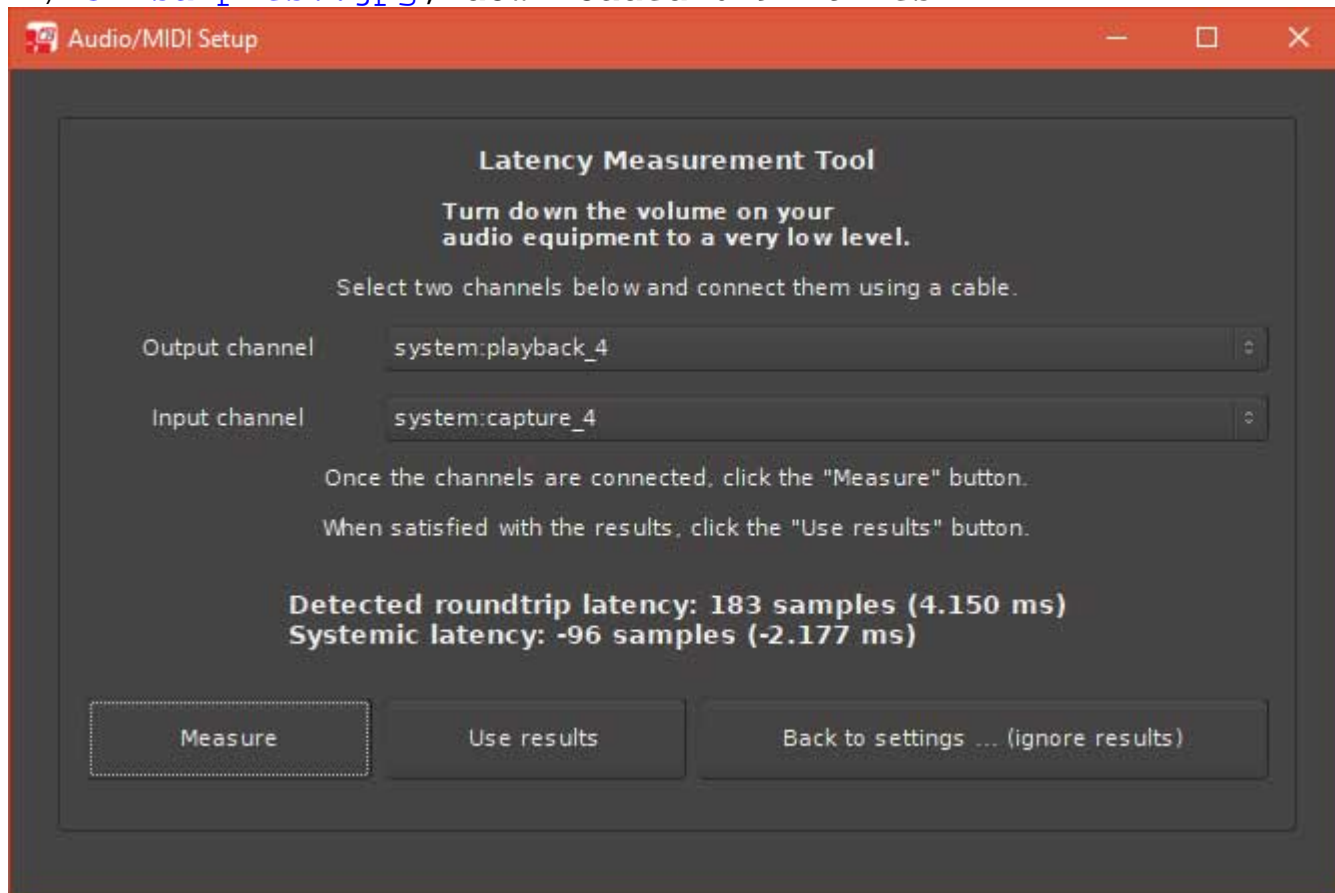 Audio/MIDI Setup
Latency Measurement Tool
Turn down the volume on your
audio equipment to a very low level.
Select two channels below and connect them using a cable.
Output channel system:playback_4
Input channel system:capture_4
Once the channels are connected, click the "Measure" button.
When satisfied with the results, click the "Use results" button.
Detected roundtrip latency: 183 samples (4.150 ms)
Systemic latency: -96 samples (-2.177 ms)
Measure Use results Back to settings ... (ignore results)